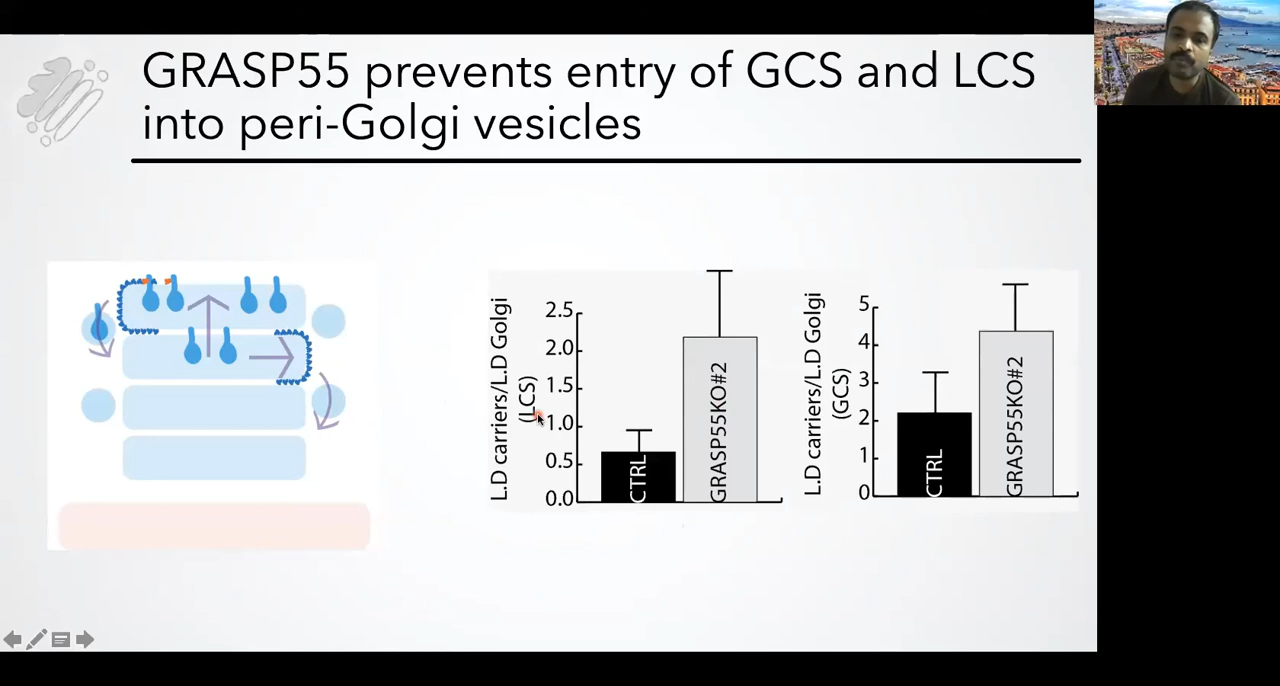 GRASP55 prevents entry of GCS and LCS
into peri-Golgi vesicles
L.D carriers/L.D Golgi
(LCS)
2.5
2.0
1.5
1.0
0.5
0.0
CTRL
GRASP55KO#2
L.D carriers/L.D Golgi
(GCS)
5
4
3
2
1
0
CTRL
GRASP55KO#2